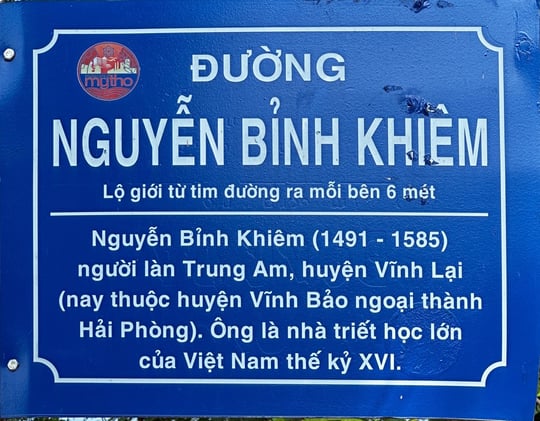 mytho
ĐƯỜNG
NGUYỄN BỈNH KHIÊM
Lộ giới từ tim đường ra mỗi bên 6 mét
Nguyễn Bỉnh Khiêm (1491 - 1585)
người làn Trung Am, huyện Vĩnh Lại
(nay thuộc huyện Vĩnh Bảo ngoại thành
Hải Phòng). Ông là nhà triết học lớn
của Việt Nam thế kỷ XVI.